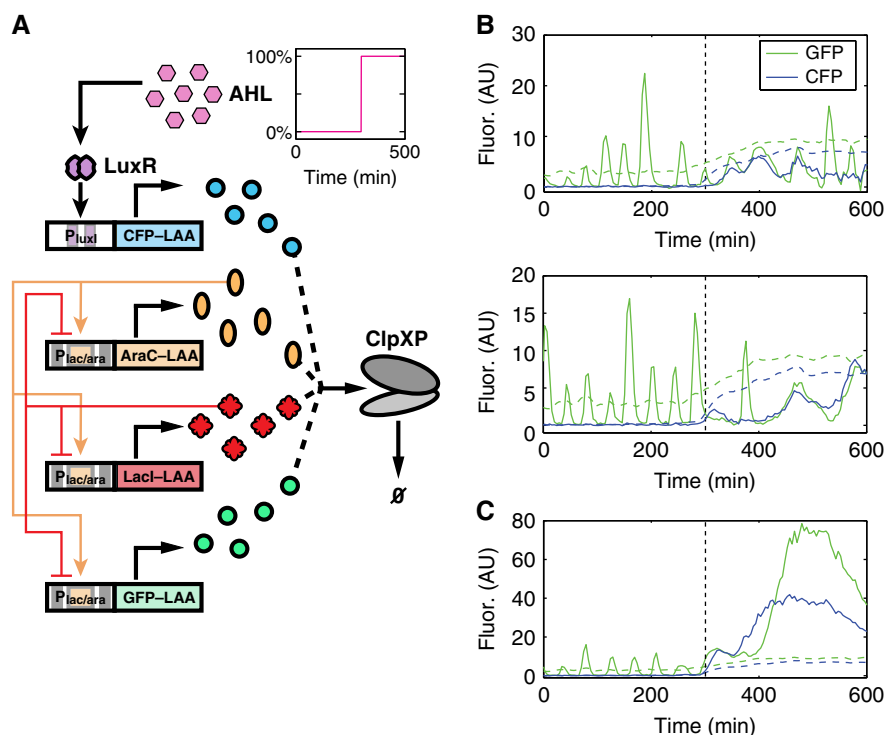 A
100%
AHL
0%
0
500
Time (min)
LuxR
PluxI
CFP–LAA
Plac/ara
AraC–LAA
ClpXP
Plac/ara
LacI–LAA
Ø
Plac/ara
GFP–LAA
B
30
20
10
0
Fluor. (AU)
GFP
CFP
0
200
400
600
Time (min)
20
15
10
5
0
Fluor. (AU)
0
200
400
600
Time (min)
C
80
60
40
20
0
Fluor. (AU)
0
200
400
600
Time (min)